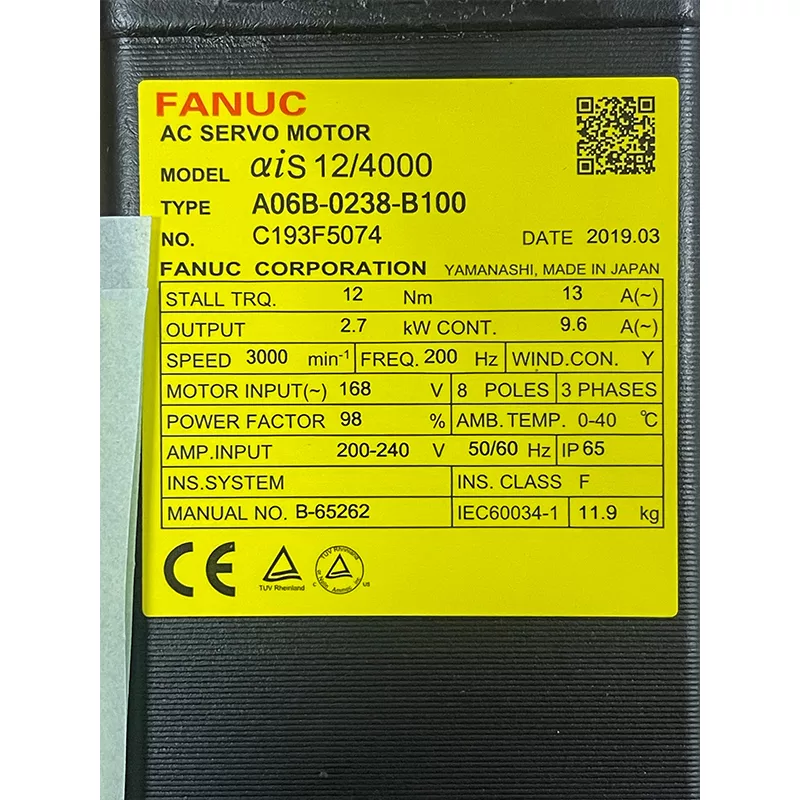 FANUC
AC SERVO MOTOR
MODEL αiS 12/4000
TYPE A06B-0238-B100
NO. C193F5074 DATE 2019.03
FANUC CORPORATION YAMANASHI, MADE IN JAPAN
STALL TRQ. 12 Nm 13 A(~)
OUTPUT 2.7 kW CONT. 9.6 A(~)
SPEED 3000 min-1 FREQ. 200 Hz WIND.CON. Y
MOTOR INPUT(~) 168 V 8 POLES 3 PHASES
POWER FACTOR 98 % AMB.TEMP. 0-40 ℃
AMP.INPUT 200-240 V 50/60 Hz IP 65
INS.SYSTEM INS. CLASS F
MANUAL NO. B-65262 IEC60034-1 11.9 kg
CE
TUV Rheinland
TUV Rheinland
C US